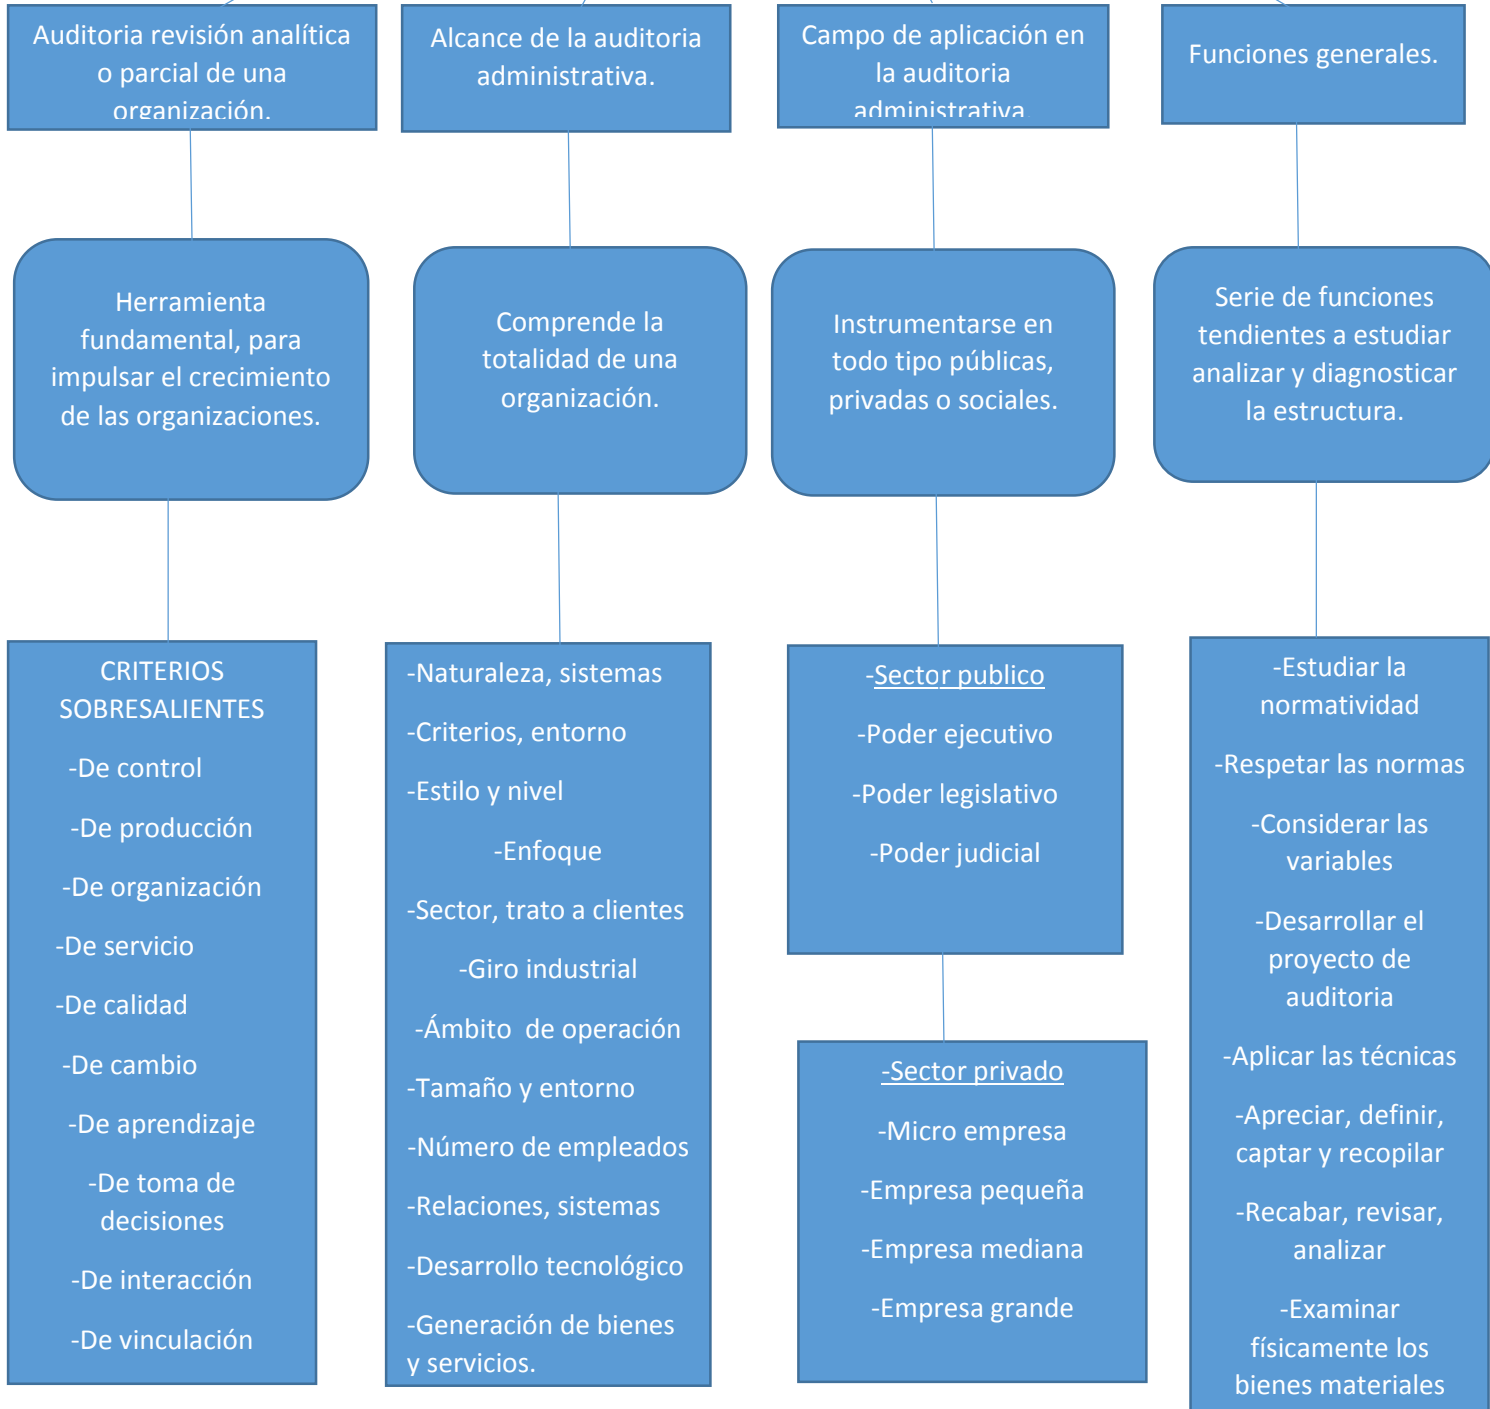 Auditoria revisión analítica
o parcial de una
organización.
Herramienta
fundamental, para
impulsar el crecimiento
de las organizaciones.
CRITERIOS
SOBRESALIENTES
-De control
-De producción
-De organización
-De servicio
-De calidad
-De cambio
-De aprendizaje
-De toma de
decisiones
-De interacción
-De vinculación
Alcance de la auditoria
administrativa.
Comprende la
totalidad de una
organización.
-Naturaleza, sistemas
-Criterios, entorno
-Estilo y nivel
-Enfoque
-Sector, trato a clientes
-Giro industrial
-Ámbito  de operación
-Tamaño y entorno
-Número de empleados
-Relaciones, sistemas
-Desarrollo tecnológico
-Generación de bienes
y servicios.
Campo de aplicación en
la auditoria
administrativa.
Instrumentarse en
todo tipo públicas,
privadas o sociales.
-Sector publico
-Poder ejecutivo
-Poder legislativo
-Poder judicial
-Sector privado
-Micro empresa
-Empresa pequeña
-Empresa mediana
-Empresa grande
Funciones generales.
Serie de funciones
tendientes a estudiar
analizar y diagnosticar
la estructura.
-Estudiar la
normatividad
-Respetar las normas
-Considerar las
variables
-Desarrollar el
proyecto de
auditoria
-Aplicar las técnicas
-Apreciar, definir,
captar y recopilar
-Recabar, revisar,
analizar
-Examinar
físicamente los
bienes materiales